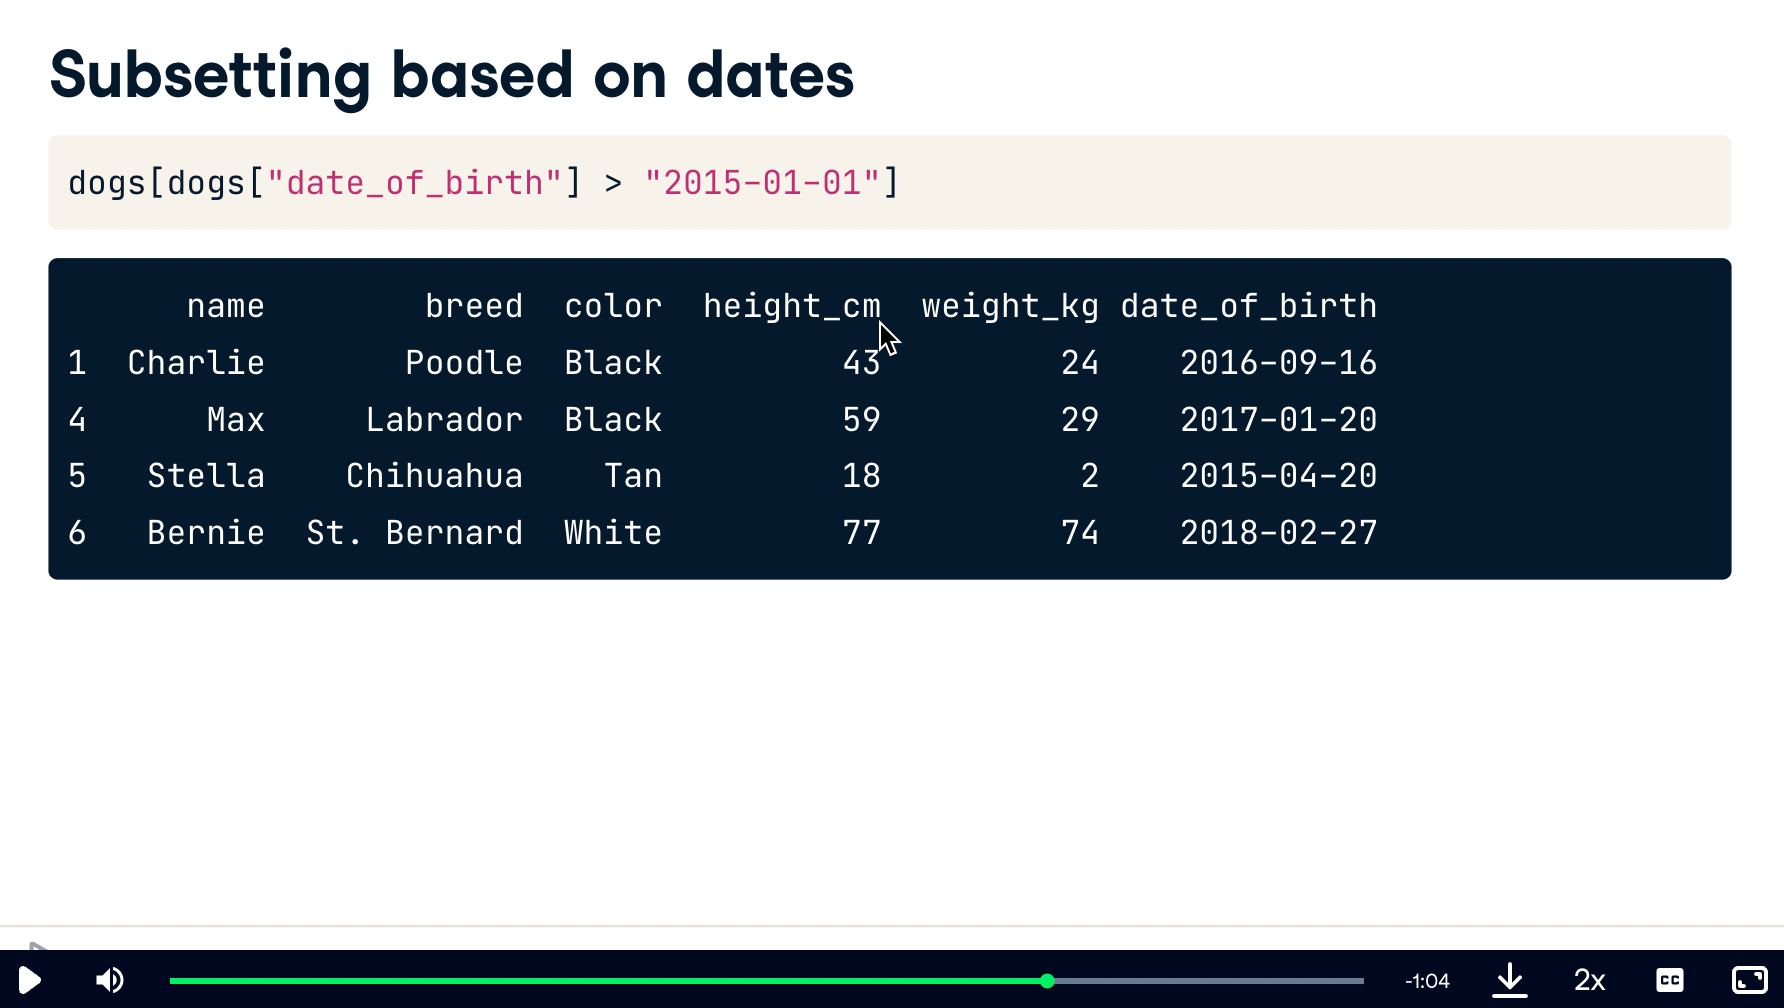 Subsetting based on dates
dogs[dogs["date_of_birth"] > "2015-01-01"]
name breed color height_cm weight_kg date_of_birth
1 Charlie Poodle Black 43 24 2016-09-16
4 Max Labrador Black 59 29 2017-01-20
5 Stella Chihuahua Tan 18 2 2015-04-20
6 Bernie St. Bernard White 77 74 2018-02-27
-1:04 2x CC